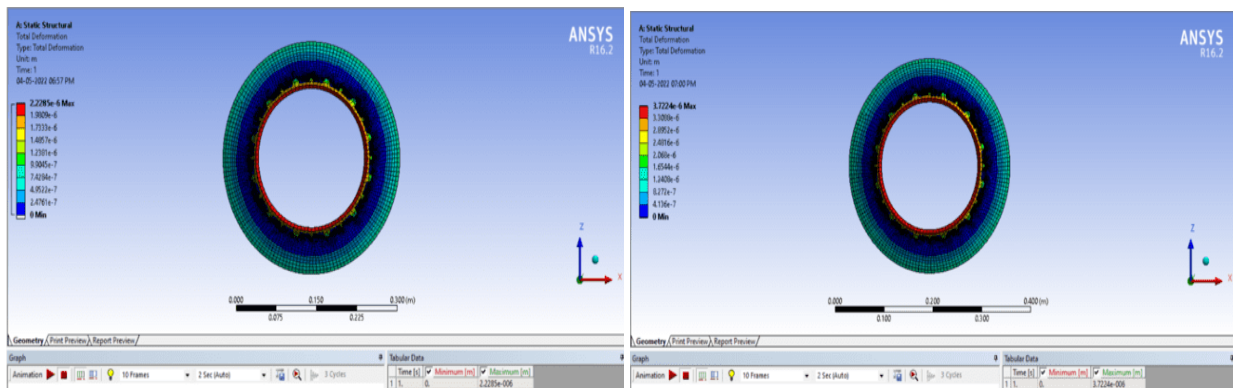 A: Static Structural
Total Deformation
Type: Total Deformation
Unit: m
Time: 1
04-05-2022 06:57 PM
2.2285e-6 Max
1.9809e-6
1.7333e-6
1.4857e-6
1.2381e-6
9.9045e-7
7.4284e-7
4.9522e-7
2.4761e-7
0 Min
ANSYS
R16.2
Z
X
0.000 0.150 0.300 (m)
0.075 0.225
Geometry Print Preview Report Preview
Graph
Animation 10 Frames 2 Sec (Auto) 3 Cycles
Tabular Data
Time [s] Minimum [m] Maximum [m]
1 1. 0. 2.2285e-006
A: Static Structural
Total Deformation
Type: Total Deformation
Unit: m
Time: 1
04-05-2022 07:00 PM
3.7224e-6 Max
3.3088e-6
2.8952e-6
2.4816e-6
2.068e-6
1.6544e-6
1.2408e-6
8.272e-7
4.136e-7
0 Min
ANSYS
R16.2
Z
X
0.000 0.200 0.400 (m)
0.100 0.300
Geometry Print Preview Report Preview
Graph
Animation 10 Frames 2 Sec (Auto) 3 Cycles
Tabular Data
Time [s] Minimum [m] Maximum [m]
1 1. 0. 3.7224e-006